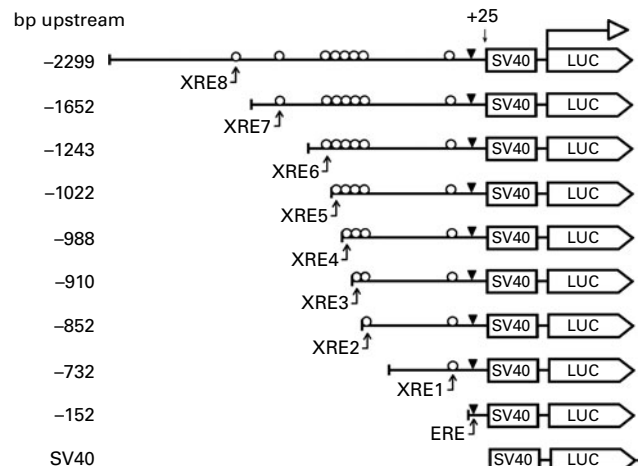 bp upstream
+25
−2299 SV40 LUC
XRE8
−1652 SV40 LUC
XRE7
−1243 SV40 LUC
XRE6
−1022 SV40 LUC
XRE5
−988 SV40 LUC
XRE4
−910 SV40 LUC
XRE3
−852 SV40 LUC
XRE2
−732 SV40 LUC
XRE1
−152 SV40 LUC
ERE
SV40 SV40 LUC